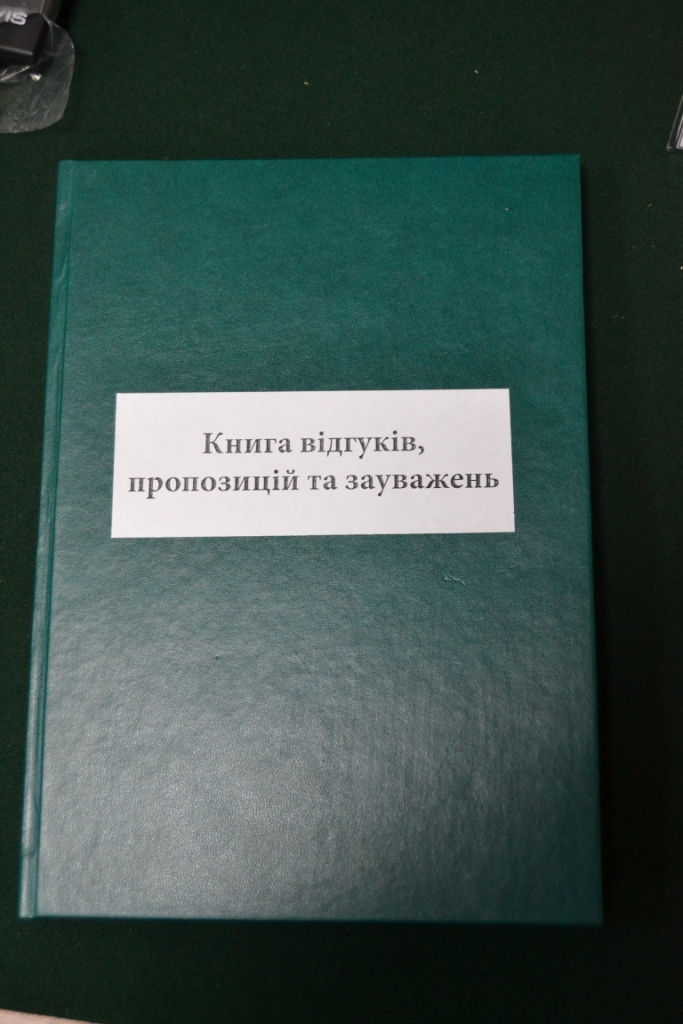 Книга відгуків,
пропозицій та зауважень